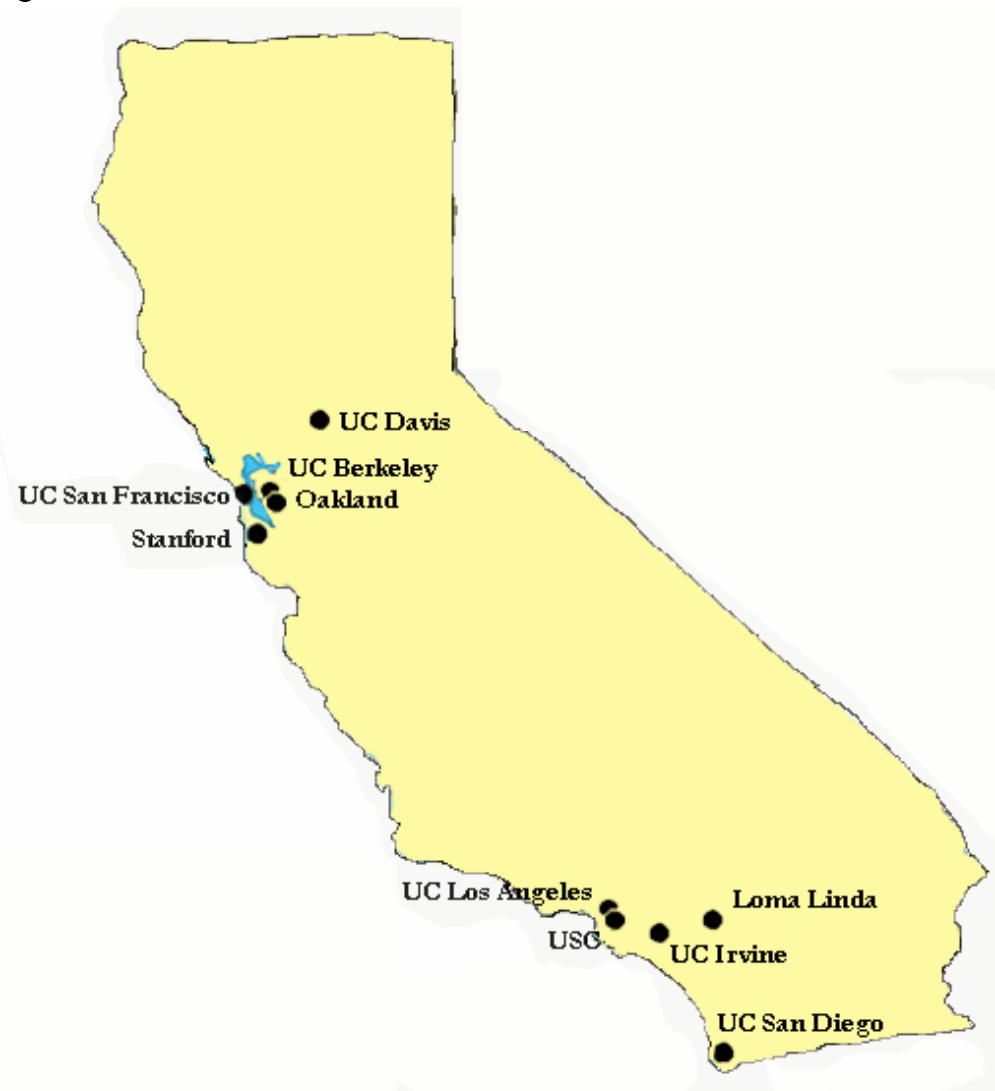 UC Davis
UC Berkeley
UC San Francisco
Oakland
Stanford
UC Los Angeles
Loma Linda
USC
UC Irvine
UC San Diego